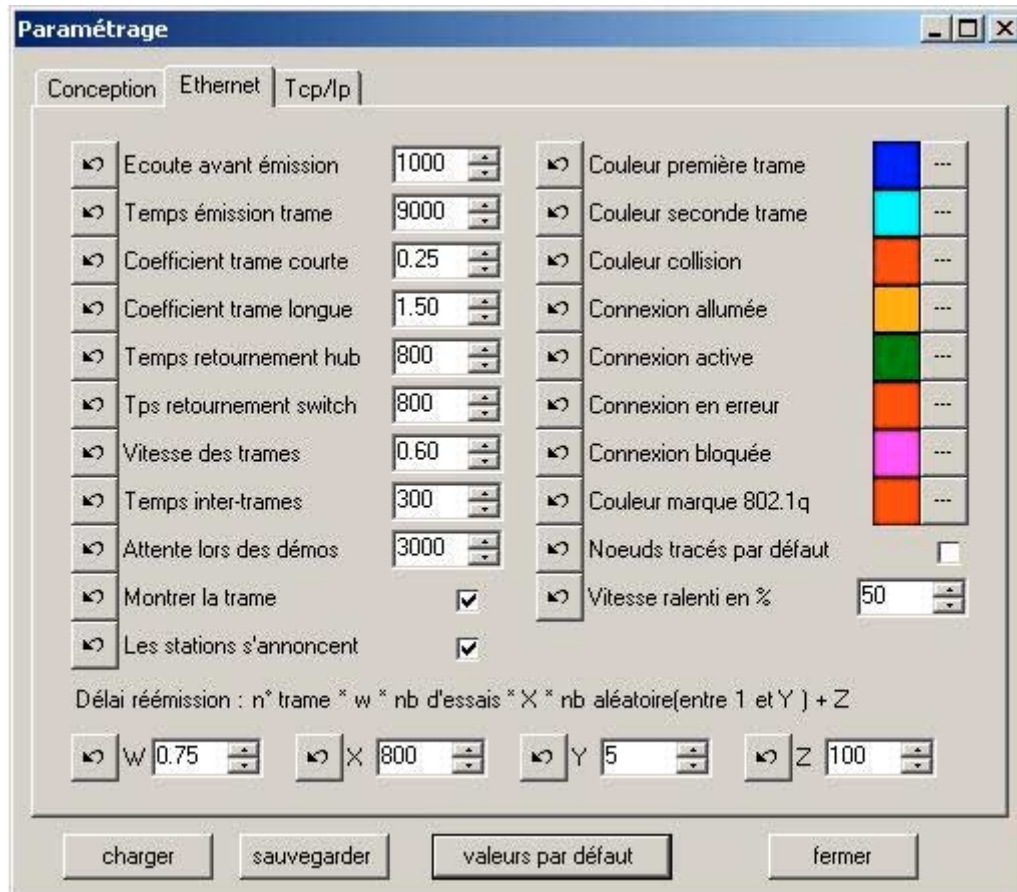 Paramétrage
Conception Ethernet Tcp/Ip
Ecoute avant émission 1000 Couleur première trame ---
Temps émission trame 9000 Couleur seconde trame ---
Coefficient trame courte 0.25 Couleur collision ---
Coefficient trame longue 1.50 Connexion allumée ---
Temps retournement hub 800 Connexion active ---
Tps retournement switch 800 Connexion en erreur ---
Vitesse des trames 0.60 Connexion bloquée ---
Temps inter-trames 300 Couleur marque 802.1q ---
Attente lors des démos 3000 Noeuds tracés par défaut
Montrer la trame Vitesse ralenti en % 50
Les stations s'annoncent
Délai réémission : n° trame * w * nb d'essais * X * nb aléatoire(entre 1 et Y ) + Z
W 0.75 X 800 Y 5 Z 100
charger sauvegarder valeurs par défaut fermer